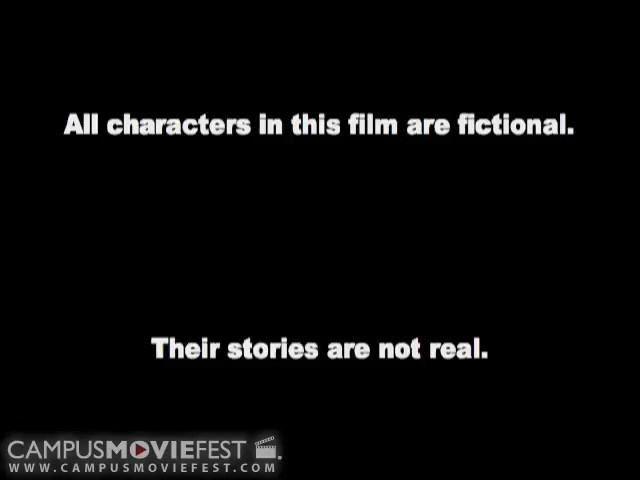 All characters in this film are fictional.
Their stories are not real.
CAMPUSMOVIEFEST
WWW.CAMPUSMOVIEFEST.COM